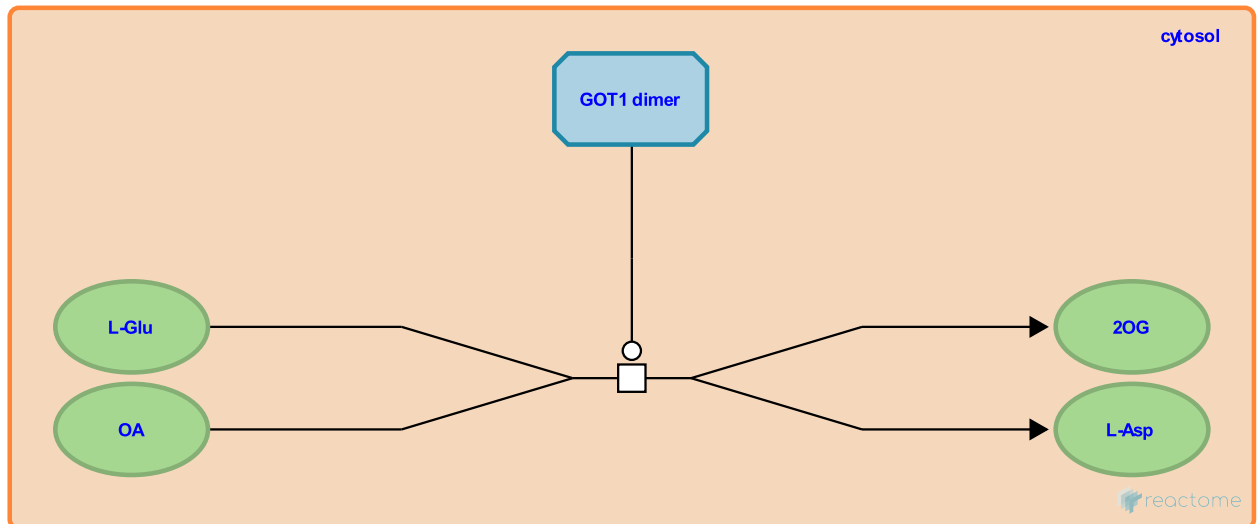 cytosol
GOT1 dimer
L-Glu
2OG
OA
L-Asp
reactome